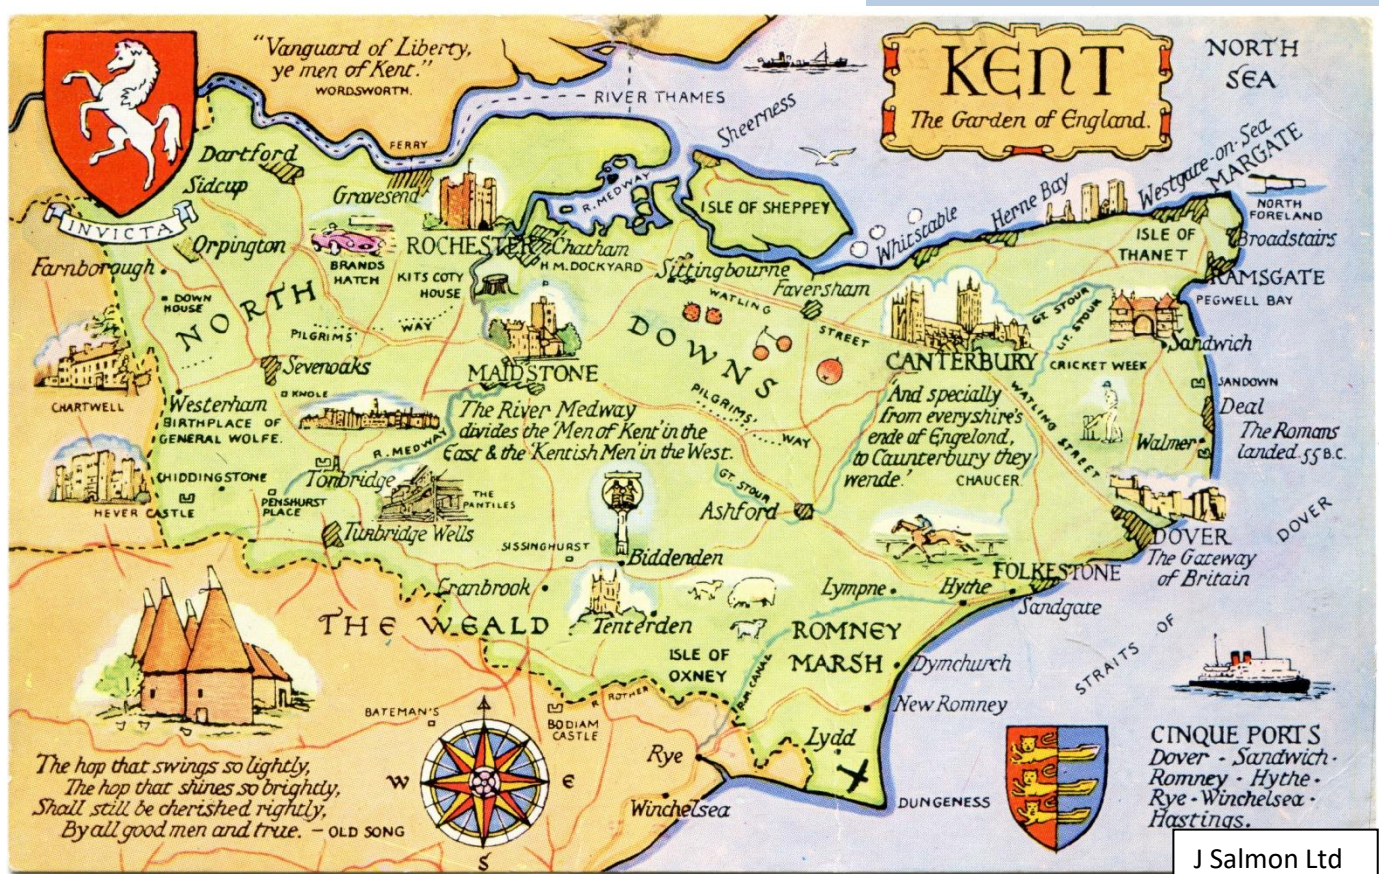 "Vanguard of Liberty,
ye men of Kent."
WORDSWORTH.
KENT
The Garden of England.
NORTH
SEA
RIVER THAMES
Sheerness
FERRY
Dartford
Sidcup
Gravesend
R. MEDWAY
ISLE OF SHEPPEY
Whitstable
Herne Bay
Westgate-on-Sea
MARGATE
NORTH
FORELAND
INVICTA
Orpington
BRANDS
HATCH
ROCHESTER
Chatham
H.M. DOCKYARD
Sittingbourne
Faversham
ISLE OF
THANET
Broadstairs
RAMSGATE
PEGWELL BAY
Farnborough
DOWN
HOUSE
KITS COTY
HOUSE
NORTH
DOWNS
PILGRIMS'
WAY
WATLING
STREET
GT. STOUR
LIT. STOUR
Sandwich
Sevenoaks
MAIDSTONE
CANTERBURY
CRICKET WEEK
CHARTWELL
Westerham
BIRTHPLACE OF
GENERAL WOLFE.
KNOLE
The River Medway
divides the 'Men of Kent' in the
East & the 'Kentish Men' in the West.
PILGRIMS'
WAY
'And specially
from everyshire's
ende of Engelond,
to Caunterbury they
wende.'
CHAUCER.
WATLING STREET
SANDOWN
Deal
The Romans
landed. 55 B.C.
Walmer
R. MEDWAY
CHIDDINGSTONE
HEVER CASTLE
PENSHURST
PLACE
Tonbridge
THE
PANTILES
Tunbridge Wells
GT. STOUR
Ashford
SISSINGHURST
Biddenden
DOVER
The Gateway
of Britain
DOVER
STRAITS OF
Cranbrook
THE WEALD
Tenterden
Lympne
Hythe
FOLKESTONE
Sandgate
ISLE OF
OXNEY
ROMNEY
MARSH
Dymchurch
New Romney
R.M. CANAL
R. ROTHER
BATEMAN'S
BODIAM
CASTLE
Rye
Lydd
Winchelsea
DUNGENESS
W
E
S
The hop that swings so lightly,
The hop that shines so brightly,
Shall still be cherished rightly,
By all good men and true. – OLD SONG
CINQUE PORTS
Dover · Sandwich ·
Romney · Hythe ·
Rye · Winchelsea ·
Hastings.
J Salmon Ltd